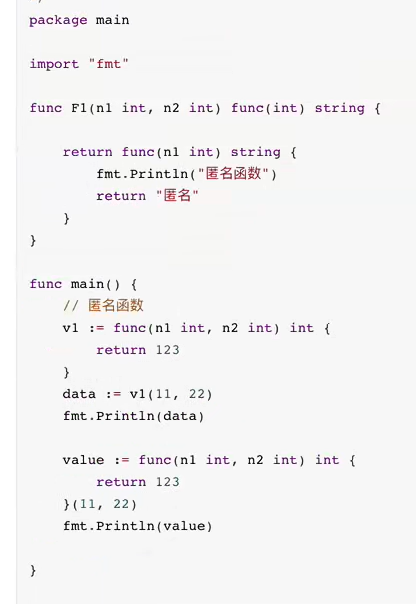 package main
import "fmt"
func F1(n1 int, n2 int) func(int) string {
    return func(n1 int) string {
        fmt.Println("匿名函数")
        return "匿名"
    }
}
func main() {
    // 匿名函数
    v1 := func(n1 int, n2 int) int {
        return 123
    }
    data := v1(11, 22)
    fmt.Println(data)
    value := func(n1 int, n2 int) int {
        return 123
    }(11, 22)
    fmt.Println(value)
}